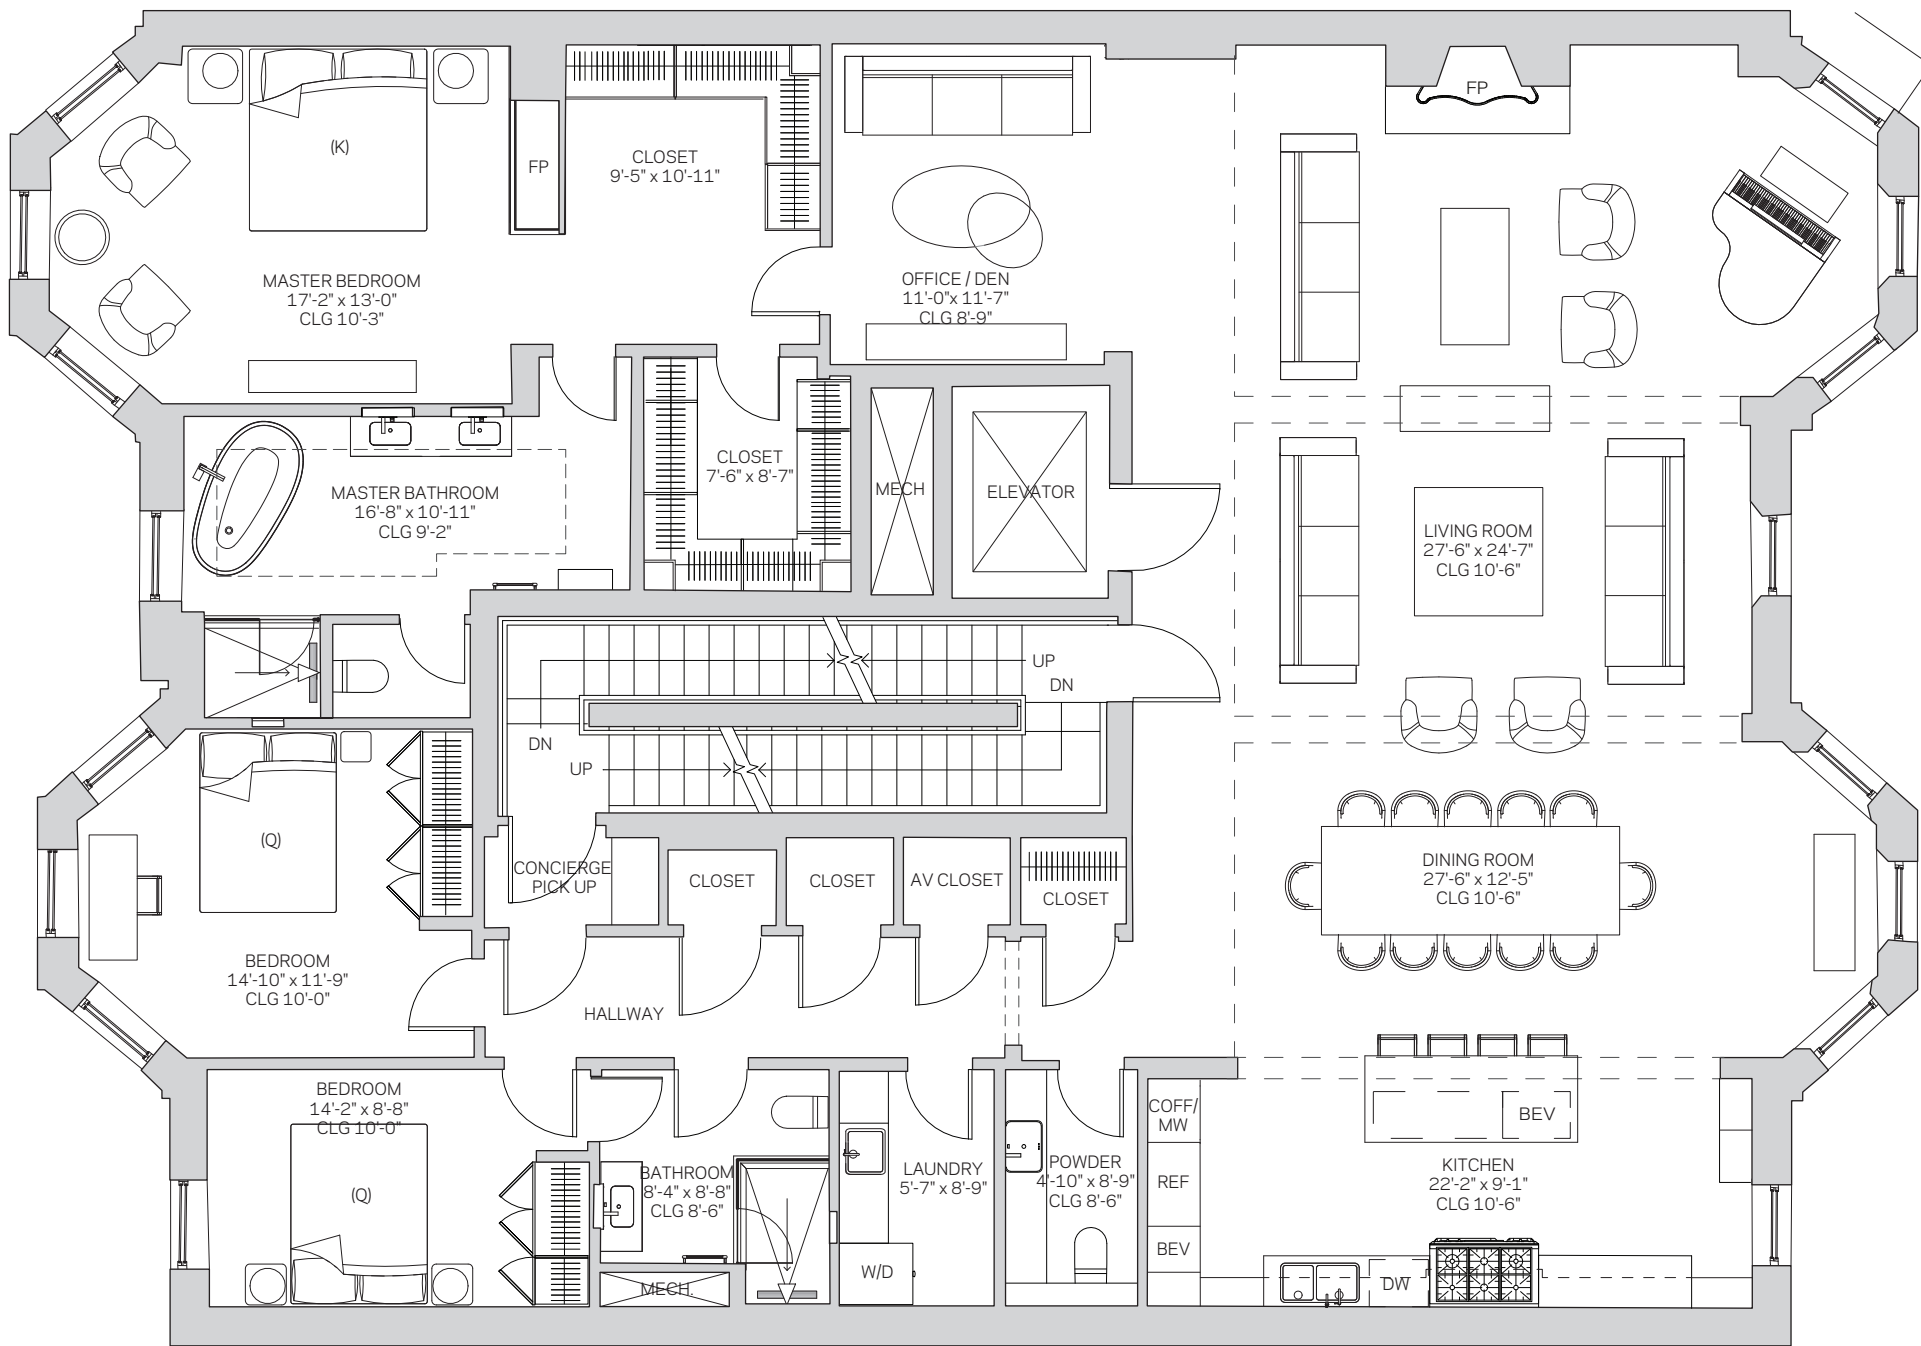 FP
(K)
FP
CLOSET
9'-5" x 10'-11"
MASTER BEDROOM
17'-2" x 13'-0"
CLG 10'-3"
OFFICE / DEN
11'-0"x 11'-7"
CLG 8'-9"
CLOSET
7'-6" x 8'-7"
MECH
ELEVATOR
MASTER BATHROOM
16'-8" x 10'-11"
CLG 9'-2"
LIVING ROOM
27'-6" x 24'-7"
CLG 10'-6"
UP
DN
DN
UP
(Q)
CONCIERGE
PICK UP
CLOSET
CLOSET
AV CLOSET
CLOSET
DINING ROOM
27'-6" x 12'-5"
CLG 10'-6"
BEDROOM
14'-10" x 11'-9"
CLG 10'-0"
HALLWAY
BEDROOM
14'-2" x 8'-8"
CLG 10'-0"
(Q)
BATHROOM
8'-4" x 8'-8"
CLG 8'-6"
MECH.
LAUNDRY
5'-7" x 8'-9"
W/D
POWDER
4'-10" x 8'-9"
CLG 8'-6"
COFF/
MW
REF
BEV
BEV
KITCHEN
22'-2" x 9'-1"
CLG 10'-6"
DW